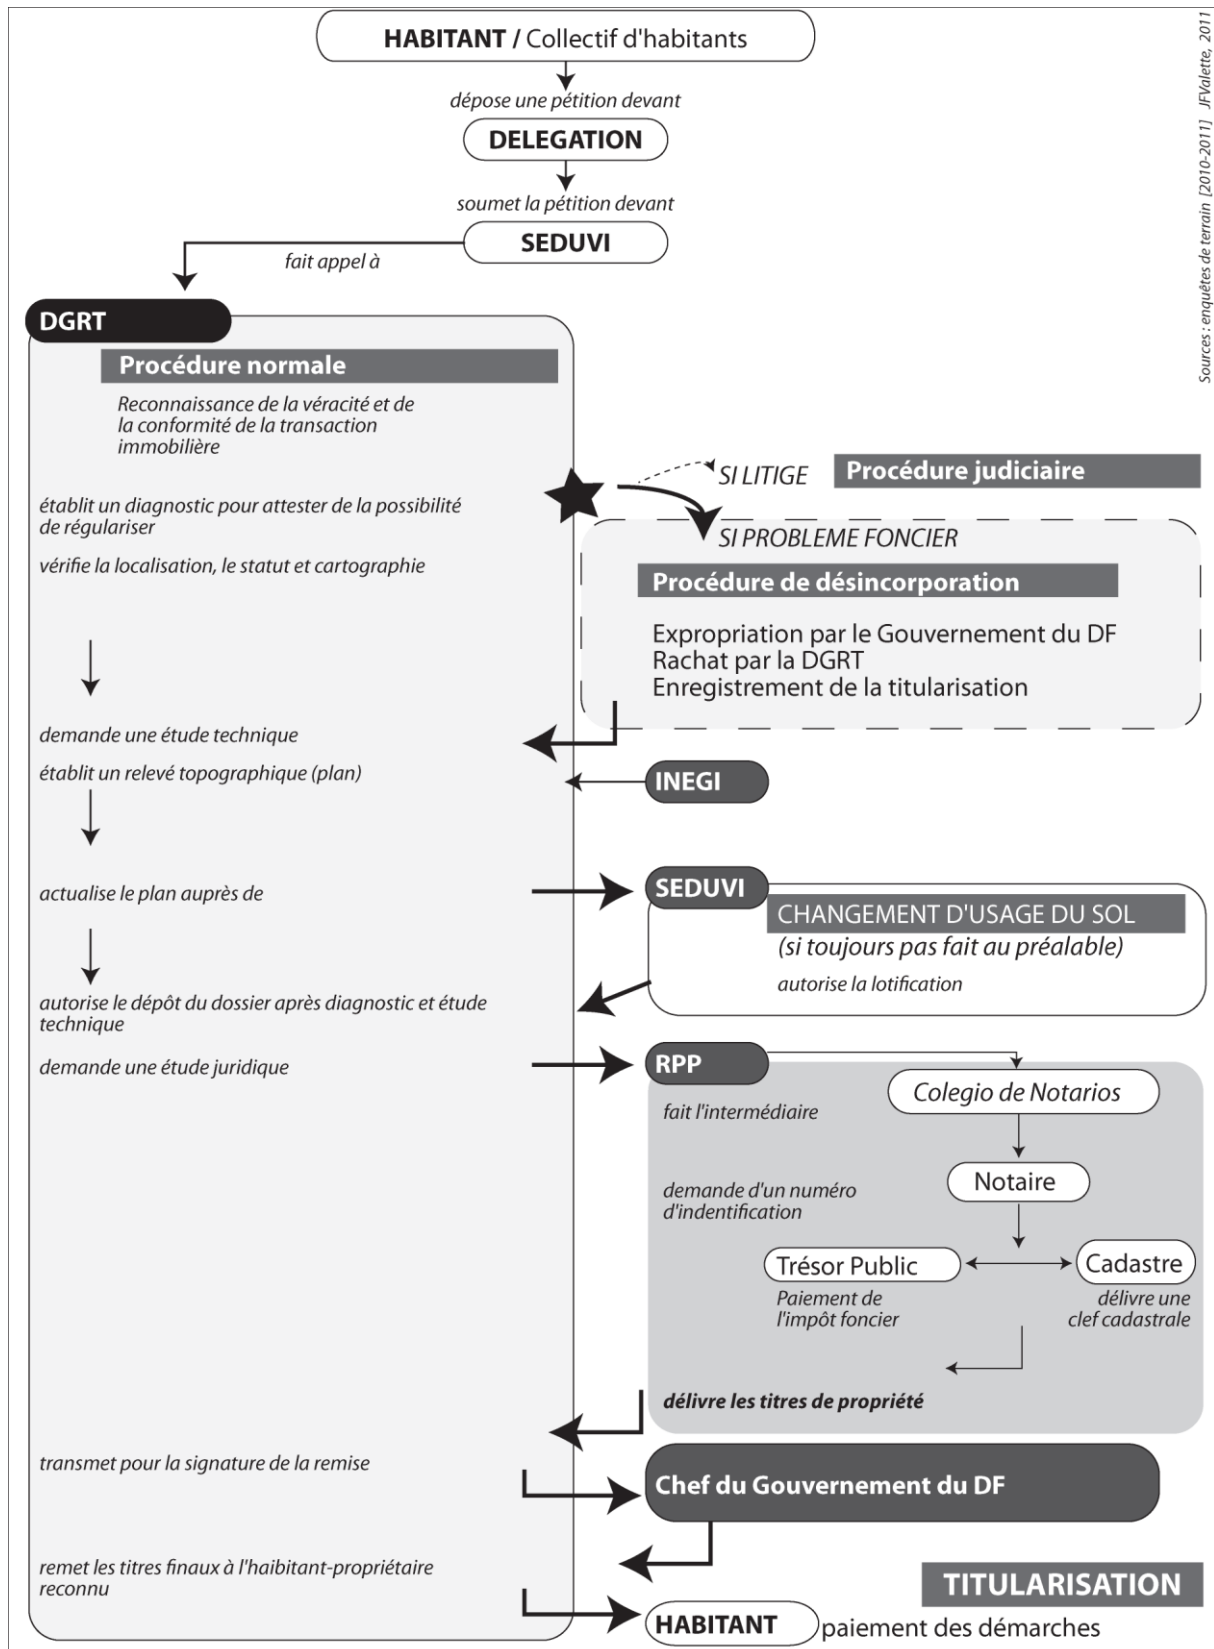 HABITANT / Collectif d'habitants
dépose une pétition devant
DELEGATION
soumet la pétition devant
SEDUVI
fait appel à
Sources : enquêtes de terrain [2010-2011] JFValette, 2011
DGRT
Procédure normale
Reconnaissance de la véracité et de
la conformité de la transaction
immobilière
SI LITIGE
Procédure judiciaire
établit un diagnostic pour attester de la possibilité
de régulariser
SI PROBLEME FONCIER
vérifie la localisation, le statut et cartographie
Procédure de désincorporation
Expropriation par le Gouvernement du DF
Rachat par la DGRT
Enregistrement de la titularisation
demande une étude technique
établit un relevé topographique (plan)
INEGI
actualise le plan auprès de
SEDUVI
CHANGEMENT D'USAGE DU SOL
(si toujours pas fait au préalable)
autorise la lotification
autorise le dépôt du dossier après diagnostic et étude
technique
demande une étude juridique
RPP
fait l'intermédiaire
Colegio de Notarios
Notaire
demande d'un numéro
d'indentification
Trésor Public
Cadastre
Paiement de
l'impôt foncier
délivre une
clef cadastrale
délivre les titres de propriété
transmet pour la signature de la remise
Chef du Gouvernement du DF
remet les titres finaux à l'haibitant-propriétaire
reconnu
TITULARISATION
HABITANT
paiement des démarches